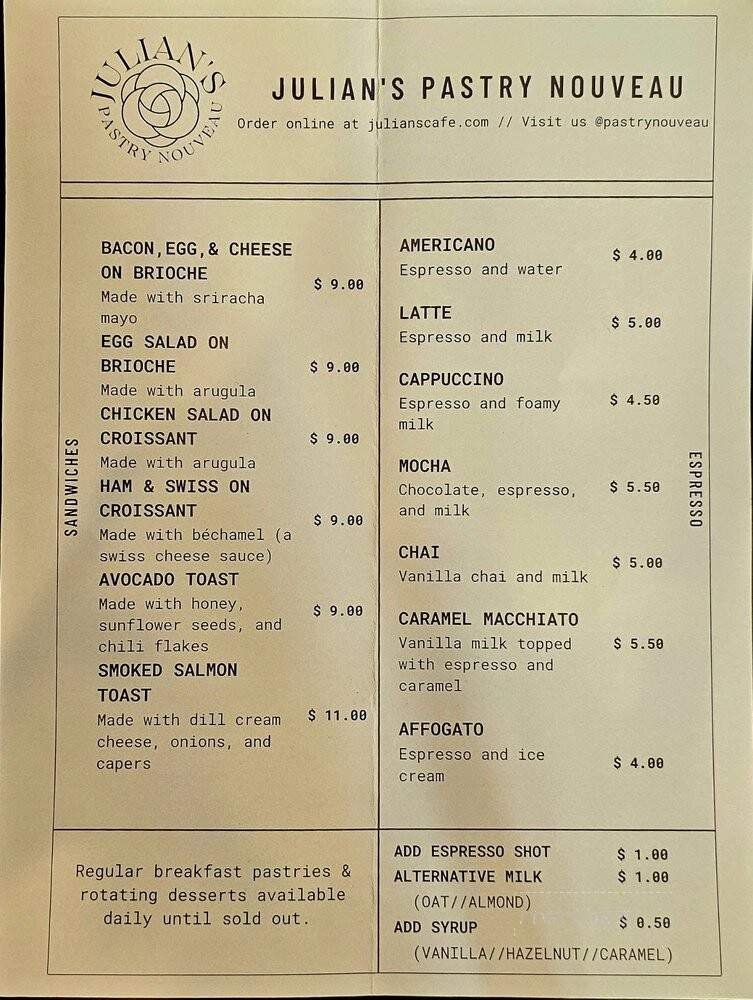 JULIAN'S
PASTRY NOUVEAU
JULIAN'S PASTRY NOUVEAU
Order online at julianscafe.com // Visit us @pastrynouveau
SANDWICHES
BACON,EGG,& CHEESE
ON BRIOCHE
$ 9.00
Made with sriracha
mayo
EGG SALAD ON
BRIOCHE $ 9.00
Made with arugula
CHICKEN SALAD ON
CROISSANT $ 9.00
Made with arugula
HAM & SWISS ON
CROISSANT $ 9.00
Made with béchamel (a
swiss cheese sauce)
AVOCADO TOAST
Made with honey, $ 9.00
sunflower seeds, and
chili flakes
SMOKED SALMON
TOAST
Made with dill cream $ 11.00
cheese, onions, and
capers
Regular breakfast pastries &
rotating desserts available
daily until sold out.
ESPRESSO
AMERICANO $ 4.00
Espresso and water
LATTE $ 5.00
Espresso and milk
CAPPUCCINO
Espresso and foamy $ 4.50
milk
MOCHA
Chocolate, espresso, $ 5.50
and milk
CHAI $ 5.00
Vanilla chai and milk
CARAMEL MACCHIATO
Vanilla milk topped $ 5.50
with espresso and
caramel
AFFOGATO
Espresso and ice $ 4.00
cream
ADD ESPRESSO SHOT $ 1.00
ALTERNATIVE MILK $ 1.00
(OAT//ALMOND)
ADD SYRUP $ 0.50
(VANILLA//HAZELNUT//CARAMEL)